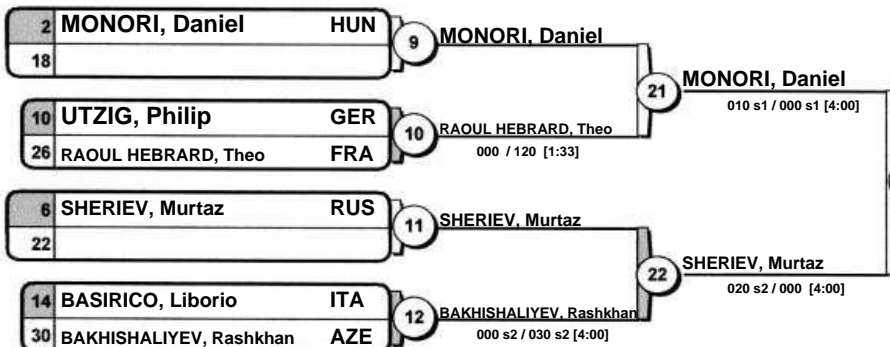 2 MONORI, Daniel HUN
18
9
MONORI, Daniel
10 UTZIG, Philip GER
26 RAOUL HEBRARD, Theo FRA
10
RAOUL HEBRARD, Theo
000 / 120 [1:33]
21
MONORI, Daniel
010 s1 / 000 s1 [4:00]
6 SHERIEV, Murtaz RUS
22
11
SHERIEV, Murtaz
14 BASIRICO, Liborio ITA
30 BAKHISHALIYEV, Rashkhan AZE
12
BAKHISHALIYEV, Rashkhan
000 s2 / 030 s2 [4:00]
22
SHERIEV, Murtaz
020 s2 / 000 [4:00]